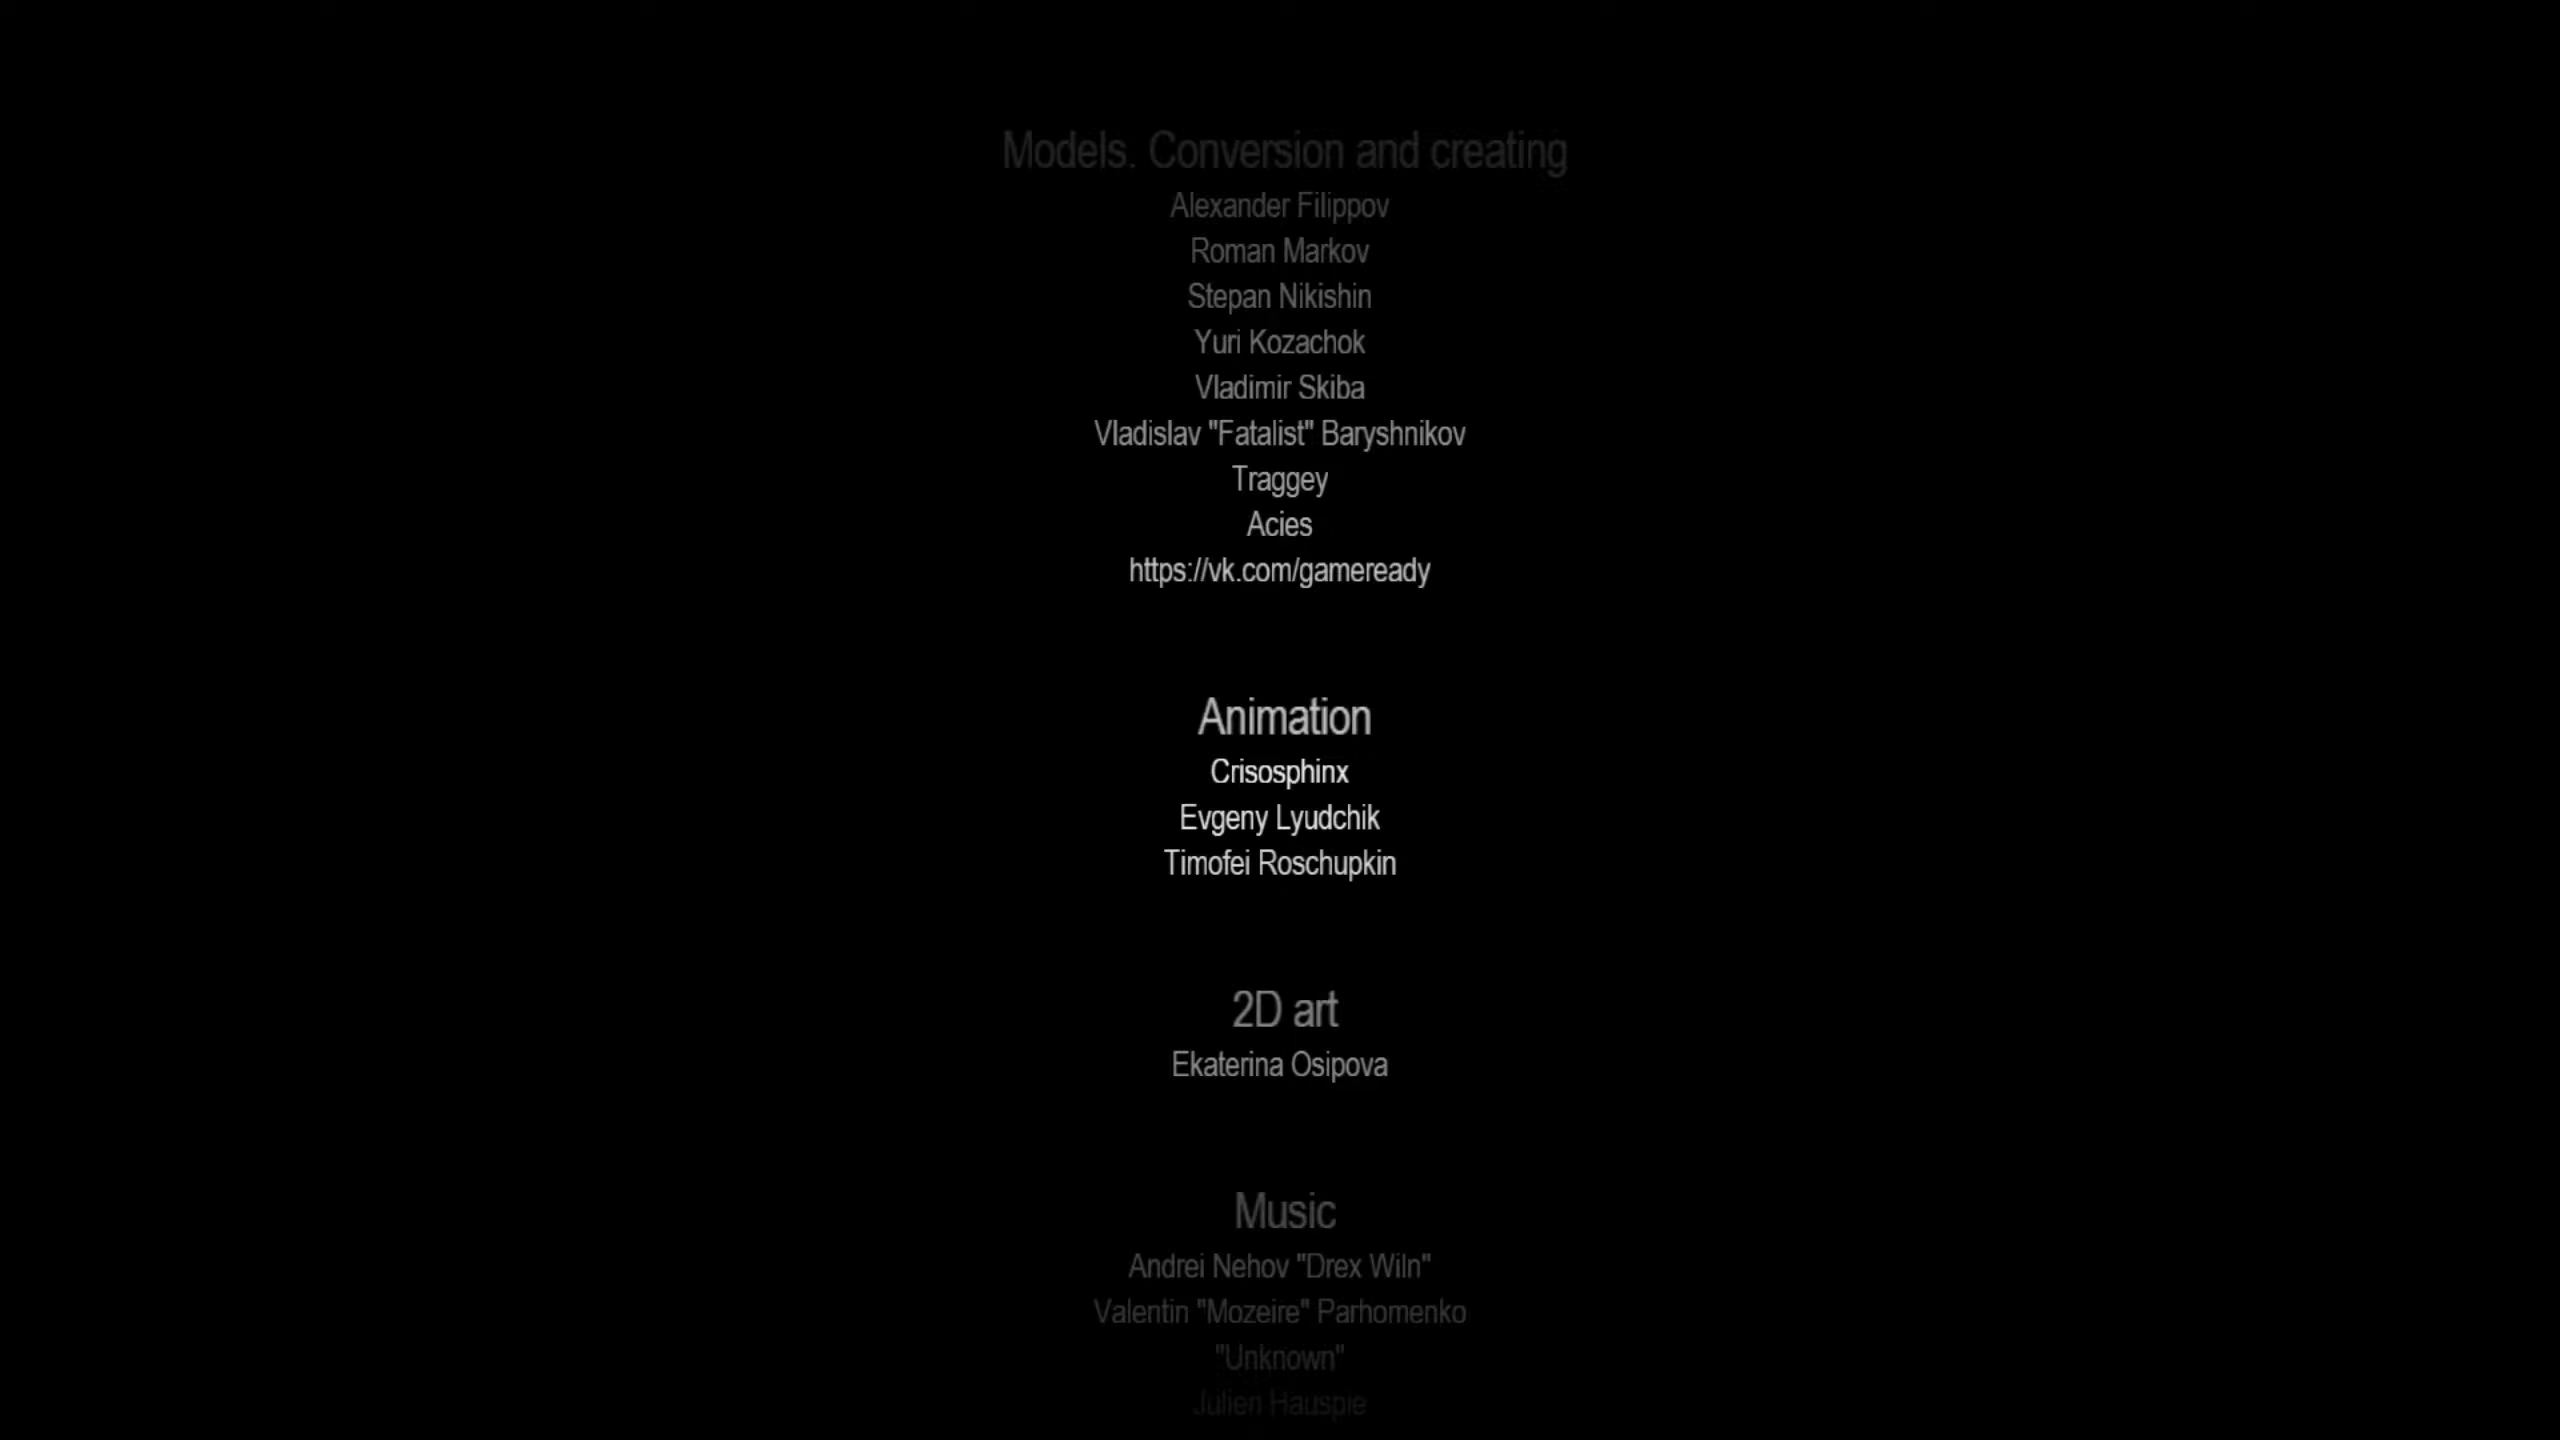 Models. Conversion and creating
Alexander Filippov
Roman Markov
Stepan Nikishin
Yuri Kozachok
Vladimir Skiba
Vladislav "Fatalist" Baryshnikov
Traggey
Acies
https://vk.com/gameready
Animation
Crisosphinx
Evgeny Lyudchik
Timofei Roschupkin
2D art
Ekaterina Osipova
Music
Andrei Nehov "Drex Wiln"
Valentin "Mozeire" Parhomenko
"Unknown"
Julien Hauspie